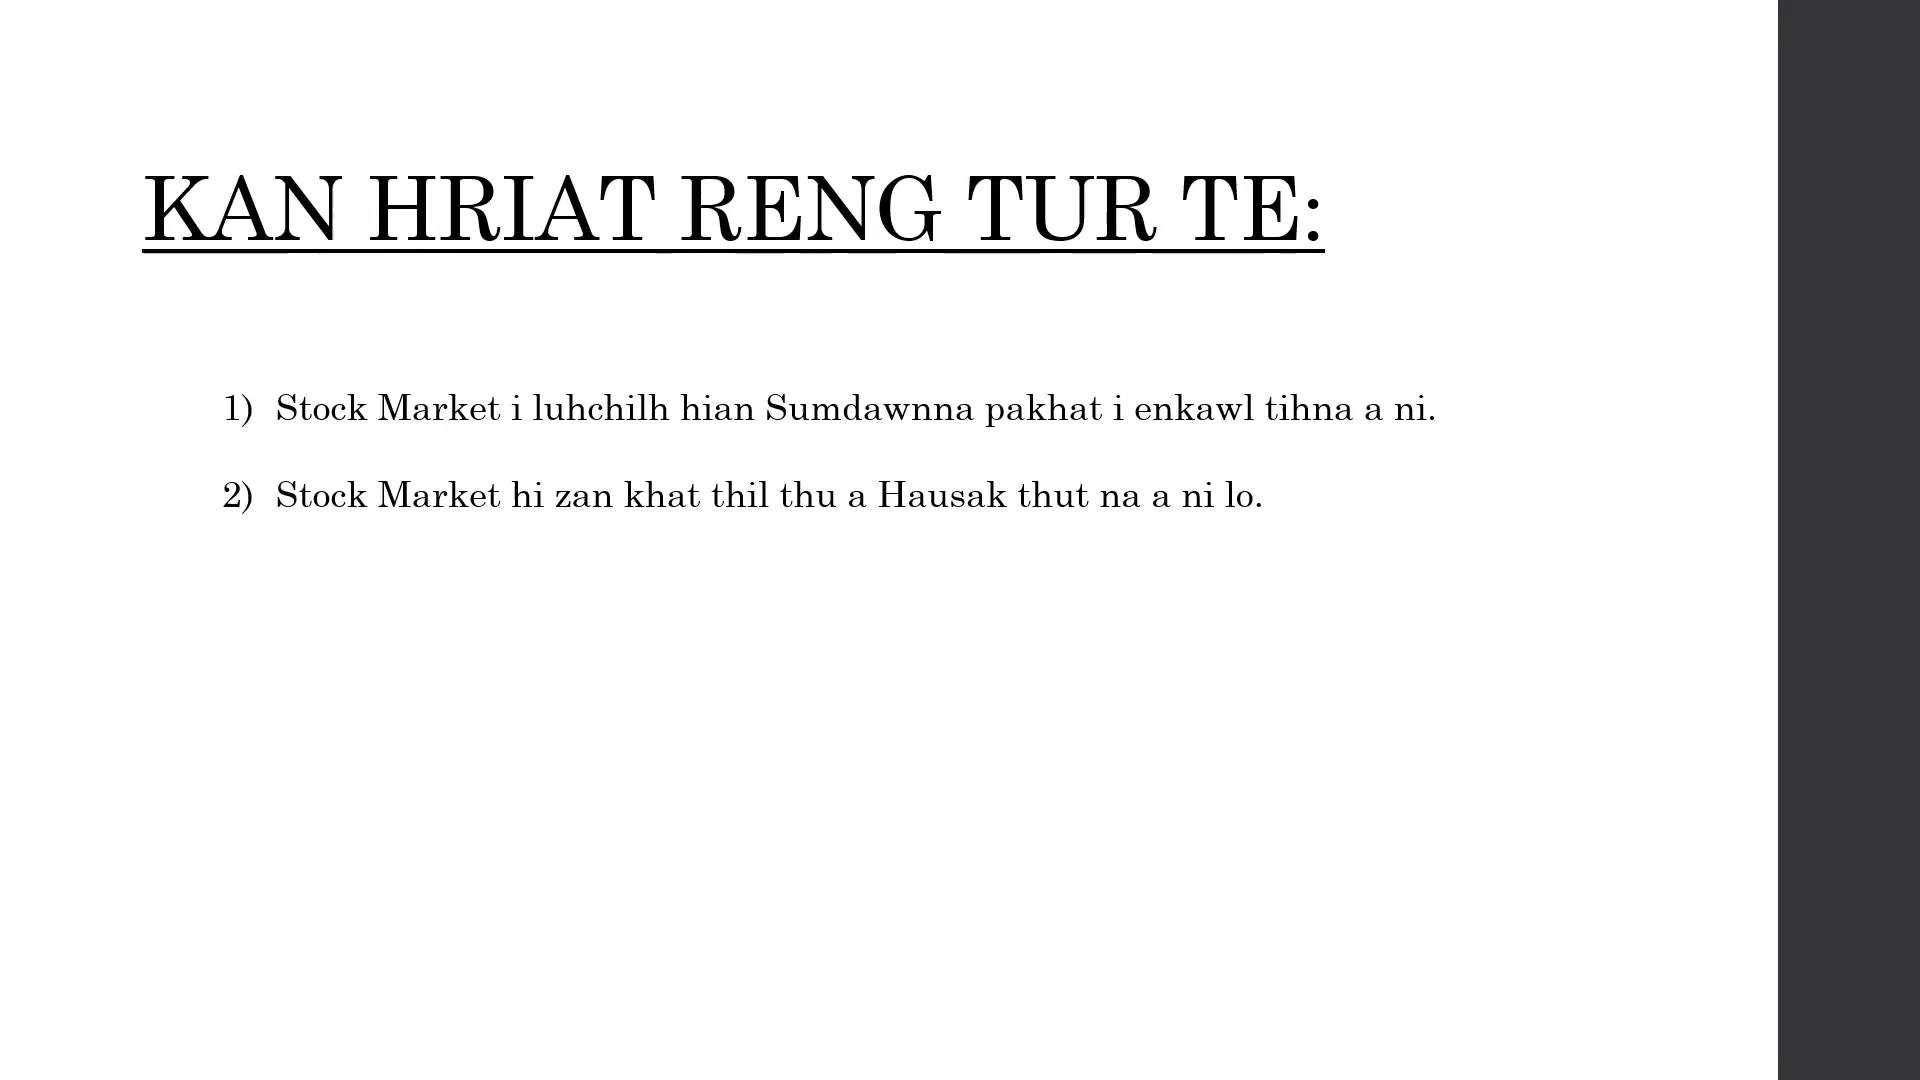 KAN HRIAT RENG TUR TE:
1) Stock Market i luhchilh hian Sumdawnna pakhat i enkawl tihna a ni.
2) Stock Market hi zan khat thil thu a Hausak thut na a ni lo.